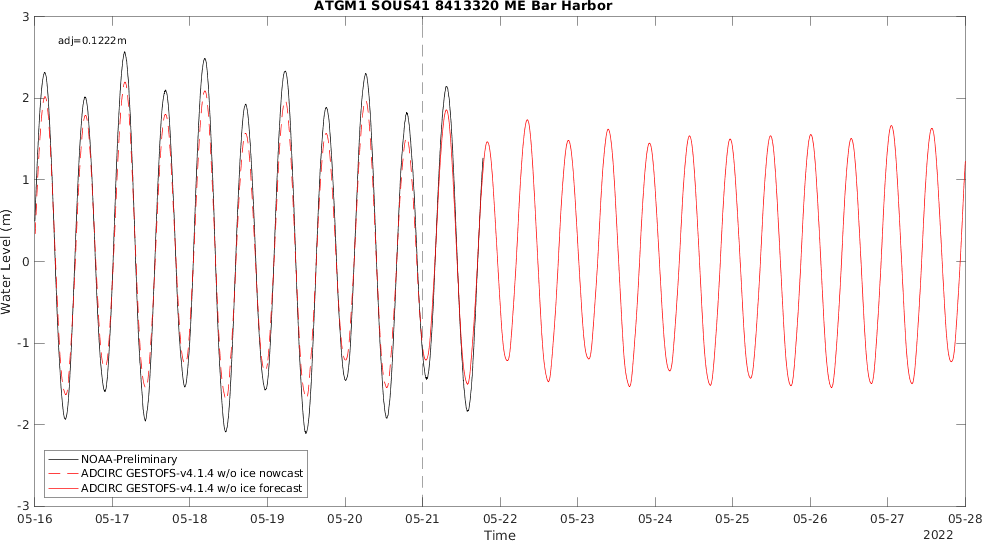 ATGM1 SOUS41 8413320 ME Bar Harbor
adj=0.1222m
3
2
1
0
-1
-2
-3
Water Level (m)
NOAA-Preliminary
ADCIRC GESTOFS-v4.1.4 w/o ice nowcast
ADCIRC GESTOFS-v4.1.4 w/o ice forecast
05-16 05-17 05-18 05-19 05-20 05-21 05-22 05-23 05-24 05-25 05-26 05-27 05-28
Time
2022